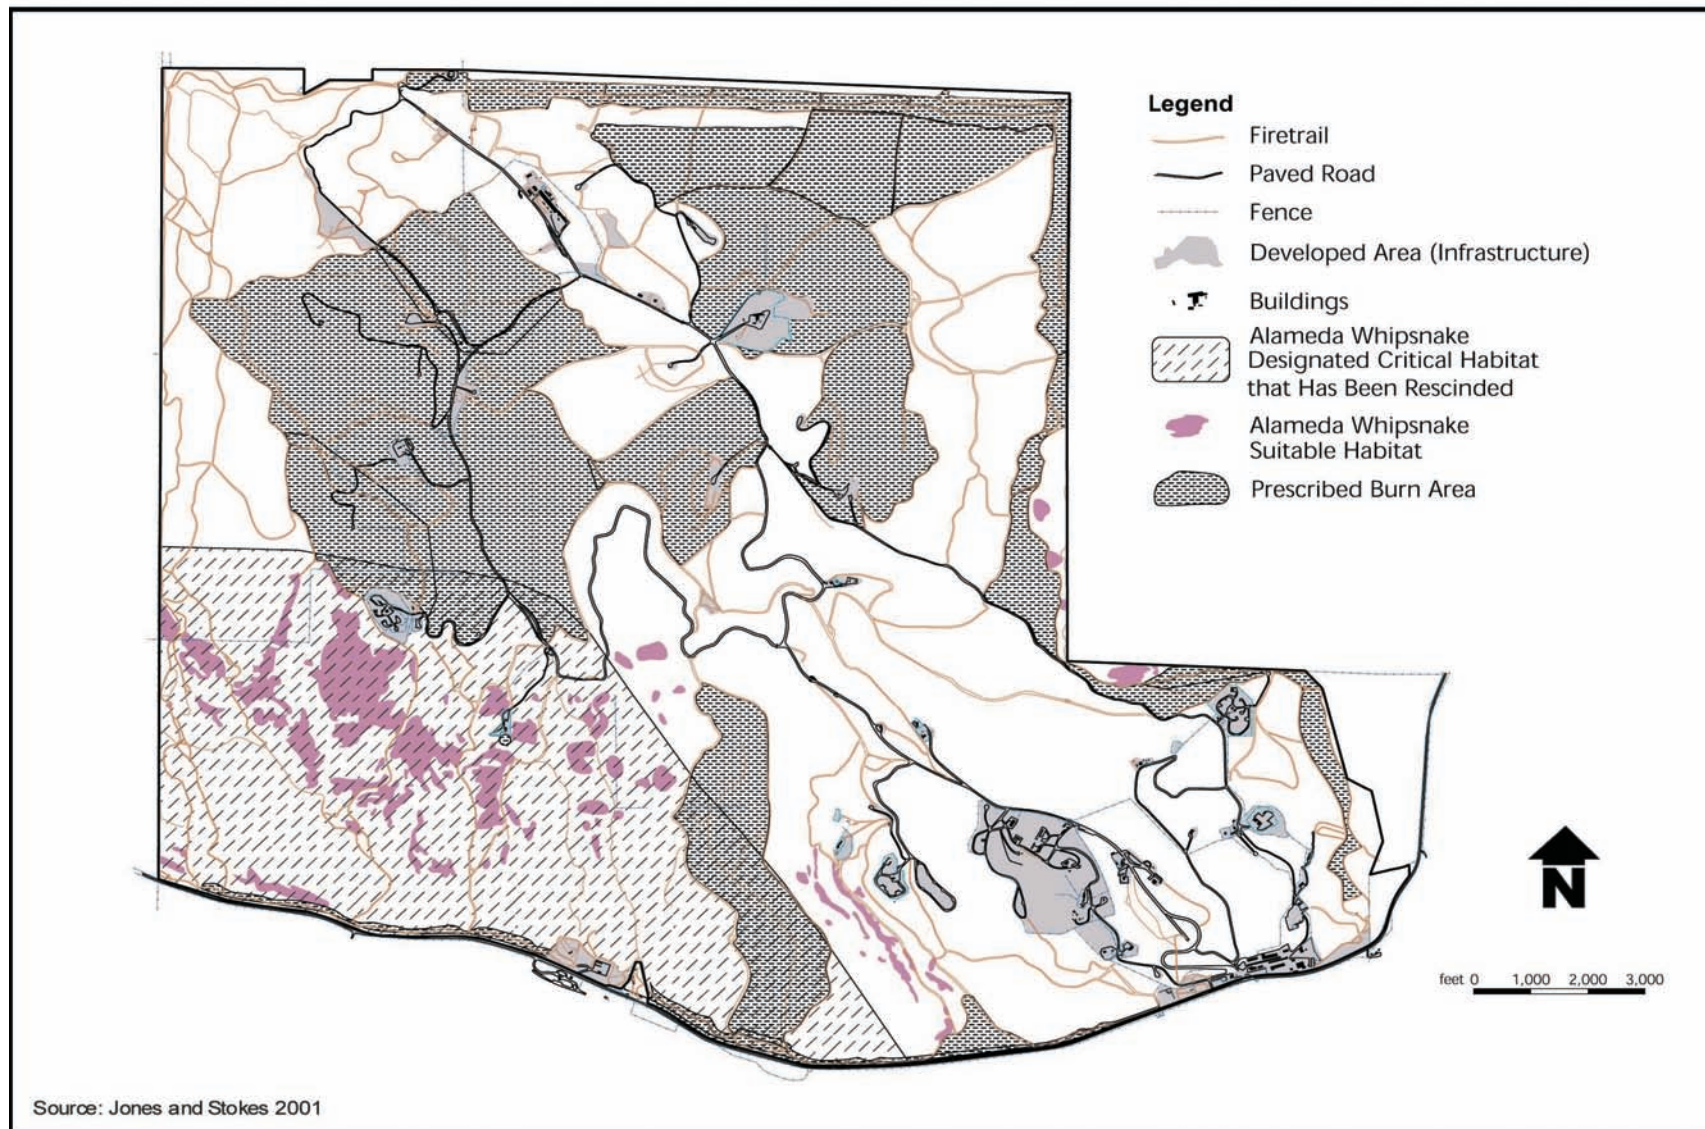 Legend
Firetrail
Paved Road
Fence
Developed Area (Infrastructure)
Buildings
Alameda Whipsnake
Designated Critical Habitat
that Has Been Rescinded
Alameda Whipsnake
Suitable Habitat
Prescribed Burn Area
N
feet 0 1,000 2,000 3,000
Source: Jones and Stokes 2001